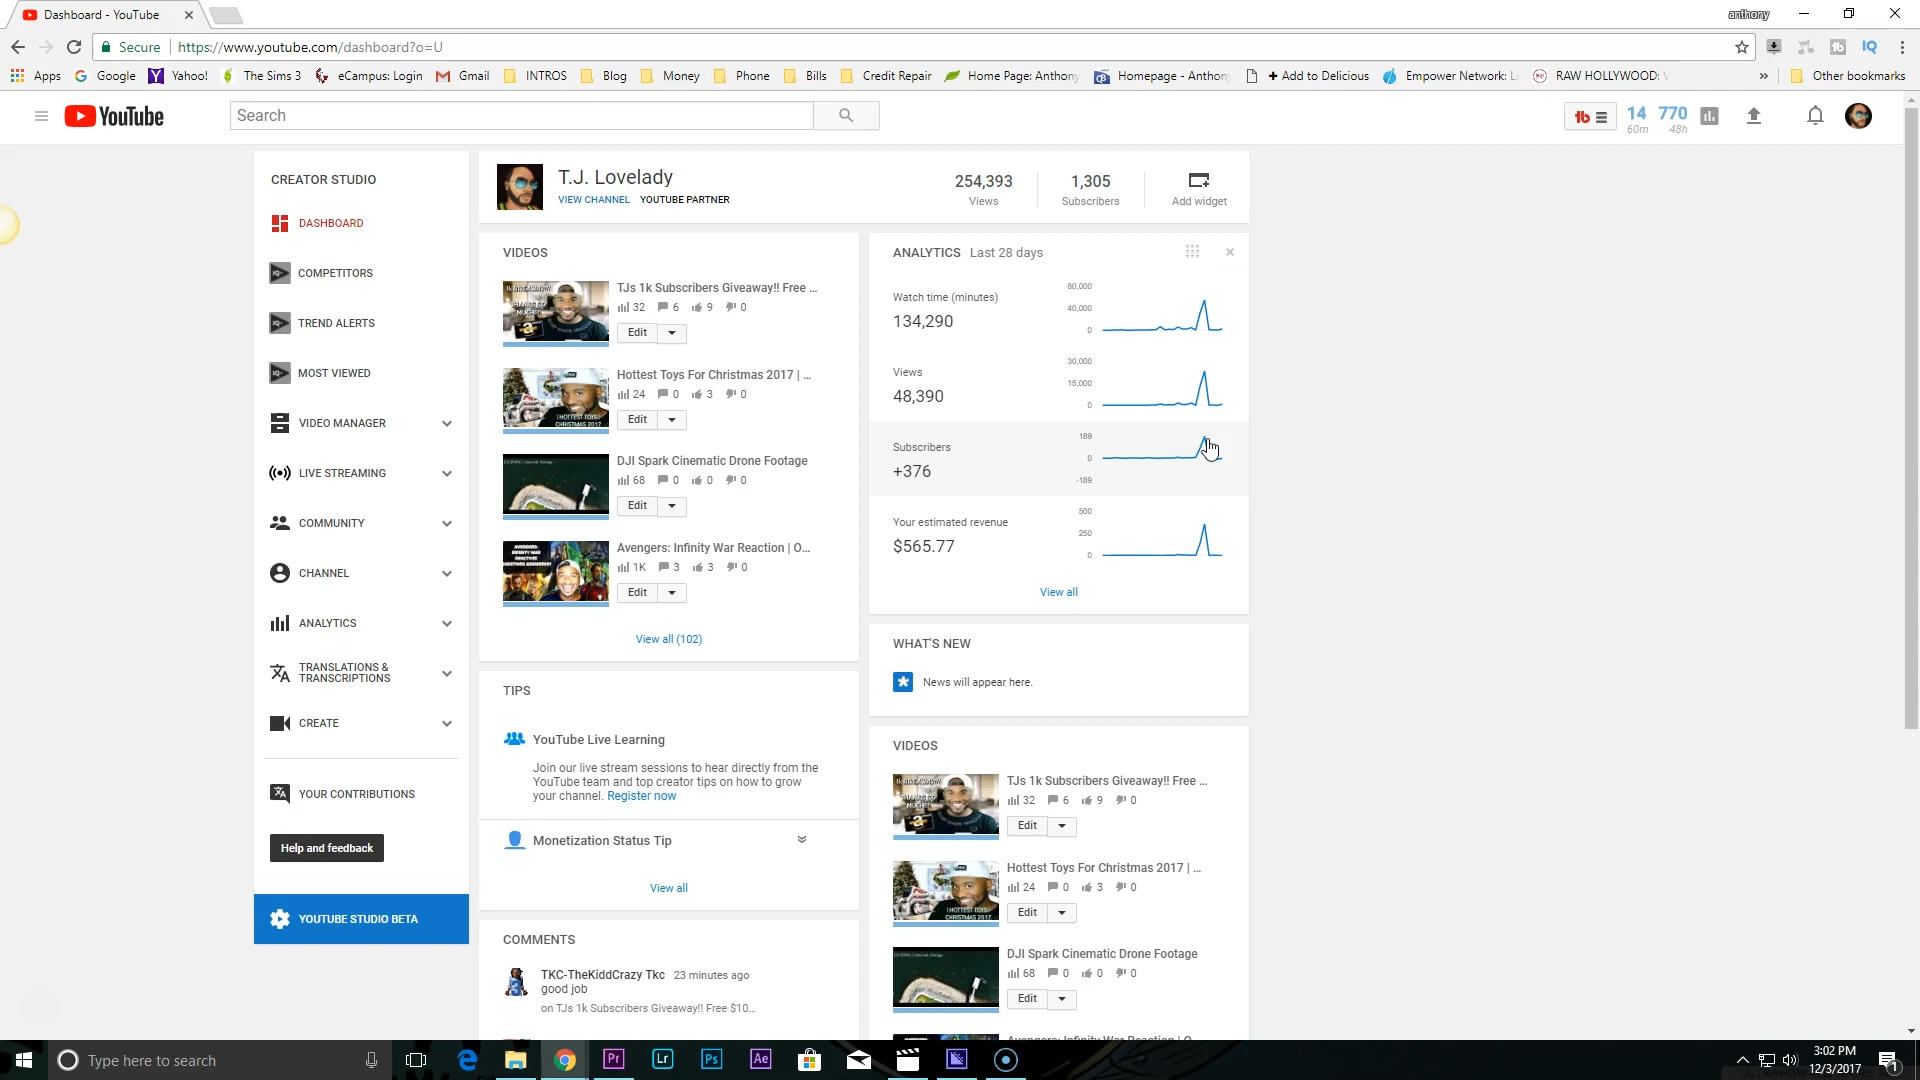 Dashboard - YouTube
anthony
Secure
https://www.youtube.com/dashboard?o=U
Apps
Google
Yahoo!
The Sims 3
eCampus: Login
Gmail
INTROS
Blog
Money
Phone
Bills
Credit Repair
Home Page: Anthony
Homepage - Anthony
+ Add to Delicious
Empower Network: L
RAW HOLLYWOOD:
»
Other bookmarks
YouTube
Search
14
60m
770
48h
CREATOR STUDIO
DASHBOARD
COMPETITORS
TREND ALERTS
MOST VIEWED
VIDEO MANAGER
LIVE STREAMING
COMMUNITY
CHANNEL
ANALYTICS
TRANSLATIONS &
TRANSCRIPTIONS
CREATE
YOUR CONTRIBUTIONS
Help and feedback
YOUTUBE STUDIO BETA
T.J. Lovelady
VIEW CHANNEL YOUTUBE PARTNER
254,393
Views
1,305
Subscribers
Add widget
VIDEOS
TJs 1k Subscribers Giveaway!! Free ...
32 6 9 0
Edit
Hottest Toys For Christmas 2017 | ...
24 0 3 0
Edit
DJI Spark Cinematic Drone Footage
68 0 0 0
Edit
Avengers: Infinity War Reaction | O...
1K 3 3 0
Edit
View all (102)
TIPS
YouTube Live Learning
Join our live stream sessions to hear directly from the
YouTube team and top creator tips on how to grow
your channel. Register now
Monetization Status Tip
View all
COMMENTS
TKC-TheKiddCrazy Tkc 23 minutes ago
good job
on TJs 1k Subscribers Giveaway!! Free $10...
ANALYTICS Last 28 days
Watch time (minutes)
134,290
80,000
40,000
0
Views
48,390
30,000
15,000
0
Subscribers
+376
189
0
-189
Your estimated revenue
$565.77
500
250
0
View all
WHAT'S NEW
News will appear here.
VIDEOS
TJs 1k Subscribers Giveaway!! Free ...
32 6 9 0
Edit
Hottest Toys For Christmas 2017 | ...
24 0 3 0
Edit
DJI Spark Cinematic Drone Footage
68 0 0 0
Edit
Type here to search
Pr
Lr
Ps
Ae
3:02 PM
12/3/2017
1